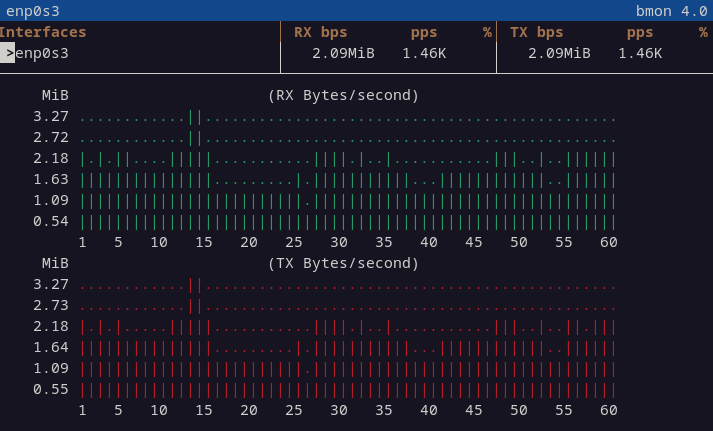 enp0s3 bmon 4.0
Interfaces RX bps pps % TX bps pps %
>enp0s3 2.09MiB 1.46K 2.09MiB 1.46K
MiB (RX Bytes/second)
3.27
2.72
2.18
1.63
1.09
0.54
1 5 10 15 20 25 30 35 40 45 50 55 60
MiB (TX Bytes/second)
3.27
2.73
2.18
1.64
1.09
0.55
1 5 10 15 20 25 30 35 40 45 50 55 60